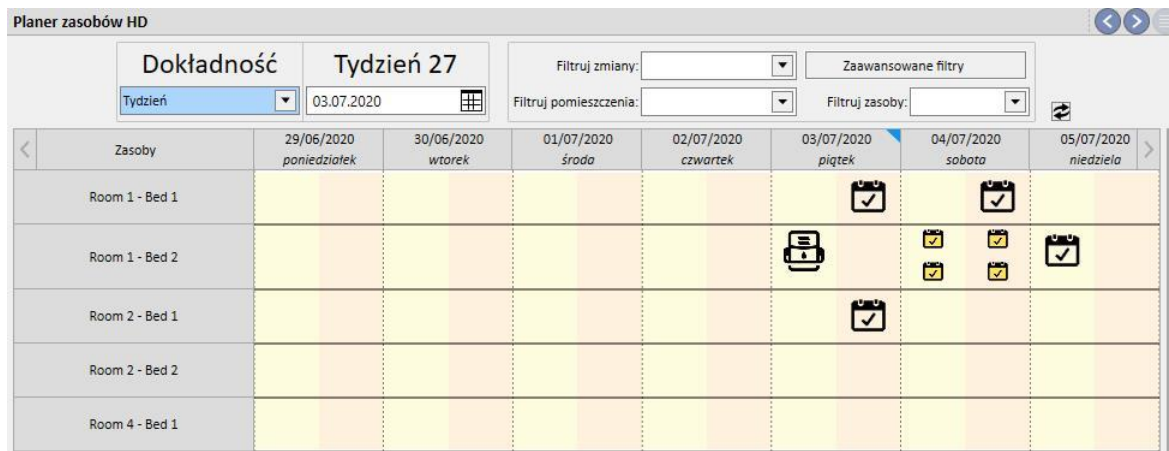 Planer zasobów HD
Dokładność Tydzień 27 Filtruj zmiany: Zaawansowane filtry
Tydzień 03.07.2020 Filtruj pomieszczenia: Filtruj zasoby:
Zasoby 29/06/2020 30/06/2020 01/07/2020 02/07/2020 03/07/2020 04/07/2020 05/07/2020
poniedziałek wtorek środa czwartek piątek sobota niedziela
Room 1 - Bed 1
Room 1 - Bed 2
Room 2 - Bed 1
Room 2 - Bed 2
Room 4 - Bed 1